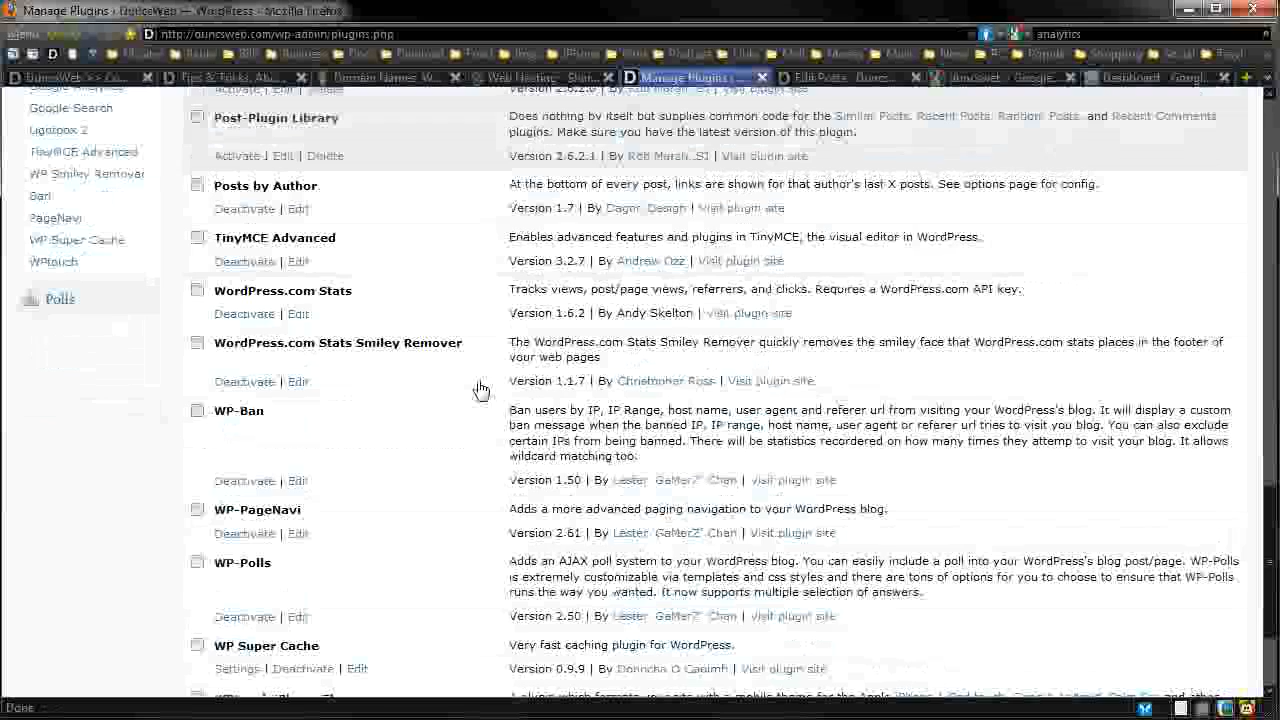 Manage Plugins ‹ DuncsWeb — WordPress - Mozilla Firefox
http://duncsweb.com/wp-admin/plugins.php
analytics
Manage Plugins ‹
Google Analytics
Google Search
Lightbox 2
TinyMCE Advanced
WP Smiley Remover
Ban
PageNavi
WP Super Cache
WPtouch
Polls
Activate | Edit | Delete
Version 2.6.2.0 | By Rob Marsh, SJ | Visit plugin site
Post-Plugin Library
Does nothing by itself but supplies common code for the Similar Posts, Recent Posts, Random Posts, and Recent Comments
plugins. Make sure you have the latest version of this plugin.
Activate | Edit | Delete
Version 2.6.2.1 | By Rob Marsh, SJ | Visit plugin site
Posts by Author
At the bottom of every post, links are shown for that author's last X posts. See options page for config.
Deactivate | Edit
Version 1.7 | By Dagon Design | Visit plugin site
TinyMCE Advanced
Enables advanced features and plugins in TinyMCE, the visual editor in WordPress.
Deactivate | Edit
Version 3.2.7 | By Andrew Ozz | Visit plugin site
WordPress.com Stats
Tracks views, post/page views, referrers, and clicks. Requires a WordPress.com API key.
Deactivate | Edit
Version 1.6.2 | By Andy Skelton | Visit plugin site
WordPress.com Stats Smiley Remover
The WordPress.com Stats Smiley Remover quickly removes the smiley face that WordPress.com stats places in the footer of
your web pages
Deactivate | Edit
Version 1.1.7 | By Christopher Ross | Visit plugin site
WP-Ban
Ban users by IP, IP Range, host name, user agent and referer url from visiting your WordPress's blog. It will display a custom
ban message when the banned IP, IP range, host name, user agent or referer url tries to visit you blog. You can also exclude
certain IPs from being banned. There will be statistics recordered on how many times they attemp to visit your blog. It allows
wildcard matching too.
Deactivate | Edit
Version 1.50 | By Lester 'GaMerZ' Chan | Visit plugin site
WP-PageNavi
Adds a more advanced paging navigation to your WordPress blog.
Deactivate | Edit
Version 2.61 | By Lester 'GaMerZ' Chan | Visit plugin site
WP-Polls
Adds an AJAX poll system to your WordPress blog. You can easily include a poll into your WordPress's blog post/page. WP-Polls
is extremely customizable via templates and css styles and there are tons of options for you to choose to ensure that WP-Polls
runs the way you wanted. It now supports multiple selection of answers.
Deactivate | Edit
Version 2.50 | By Lester 'GaMerZ' Chan | Visit plugin site
WP Super Cache
Very fast caching plugin for WordPress.
Settings | Deactivate | Edit
Version 0.9.9 | By Donncha O Caoimh | Visit plugin site
Done